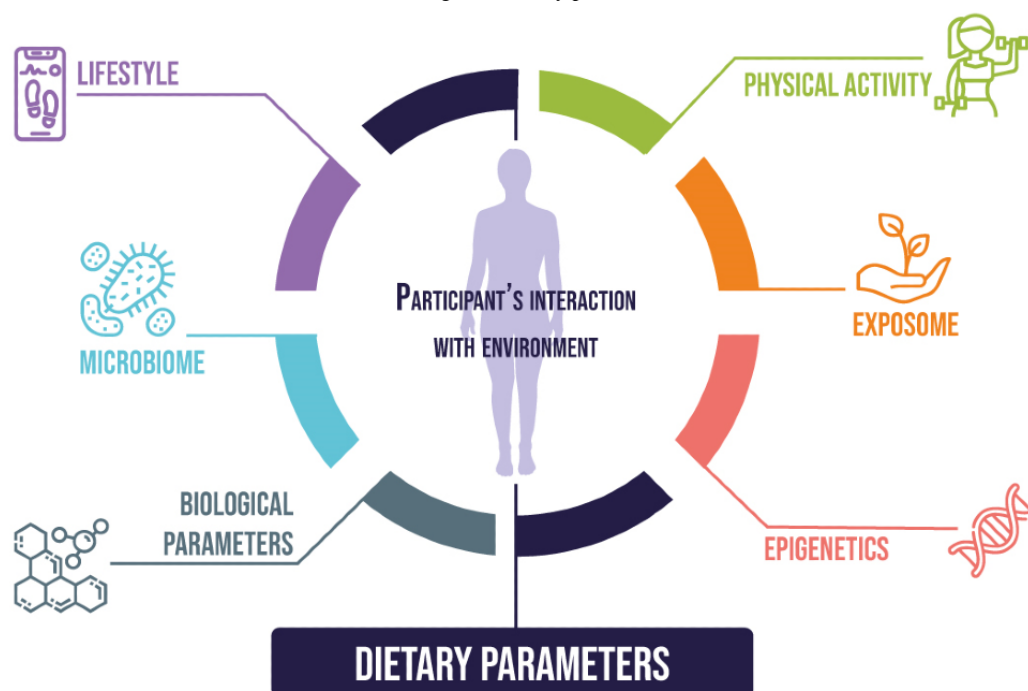 LIFESTYLE
PHYSICAL ACTIVITY
PARTICIPANT'S INTERACTION
WITH ENVIRONMENT
MICROBIOME
EXPOSOME
BIOLOGICAL
PARAMETERS
EPIGENETICS
DIETARY PARAMETERS